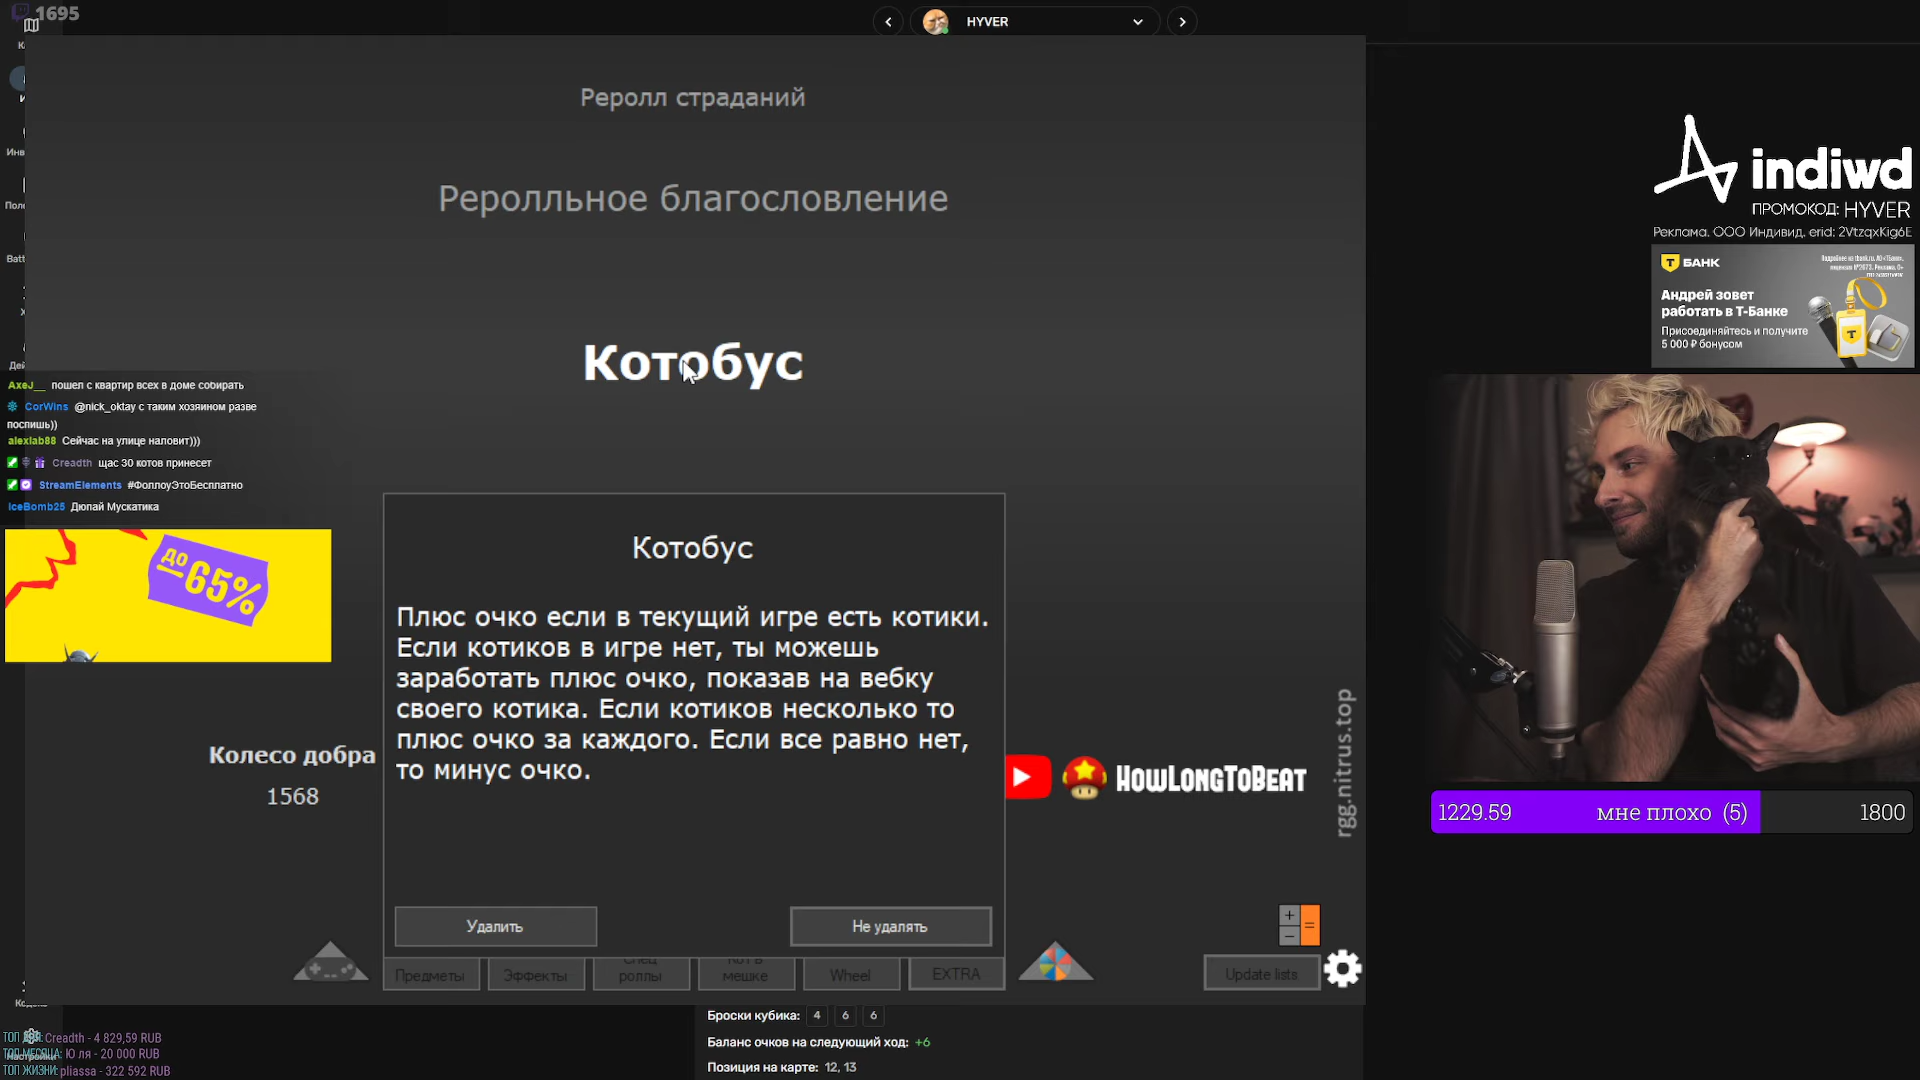 1695
HYVER
Реролл страданий
Рерольльное благословление
Котобус
AxeJ__ пошел с квартир всех в доме собирать
CorWins @nick_oktay с таким хозяином разве
поспишь))
alexlab88 Сейчас на улице наловит)))
Creadth щас 30 котов принесет
StreamElements #ФоллоуЭтоБесплатно
IceBomb25 Дюпай Мускатика
до
–65%
Котобус
Плюс очко если в текущий игре есть котики.
Если котиков в игре нет, ты можешь
заработать плюс очко, показав на вебку
своего котика. Если котиков несколько то
плюс очко за каждого. Если все равно нет,
то минус очко.
Удалить
Не удалять
Колесо добра
1568
HowLongToBeat
rgg.nitrus.top
Предметы
Эффекты
роллы
мешке
Wheel
EXTRA
Update lists
Броски кубика: 4 6 6
Баланс очков на следующий ход: +6
Позиция на карте: 12, 13
Creadth - 4 829,59 RUB
ТОП МЕСЯЦА: Ю ля - 20 000 RUB
ТОП ЖИЗНИ: pliassa - 322 592 RUB
indiwd
ПРОМОКОД: HYVER
Реклама. ООО Индивид. erid: 2VtzqxKig6E
Т БАНК
Андрей зовет
работать в Т-Банке
Присоединяйтесь и получите
5 000 ₽ бонусом
1229.59 мне плохо (5) 1800